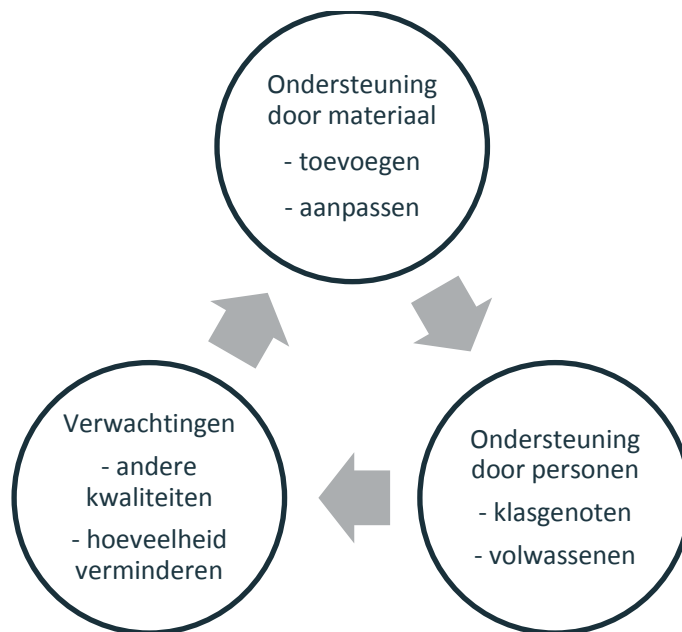 Ondersteuning
door materiaal
- toevoegen
- aanpassen
Ondersteuning
door personen
- klasgenoten
- volwassenen
Verwachtingen
- andere
kwaliteiten
- hoeveelheid
verminderen